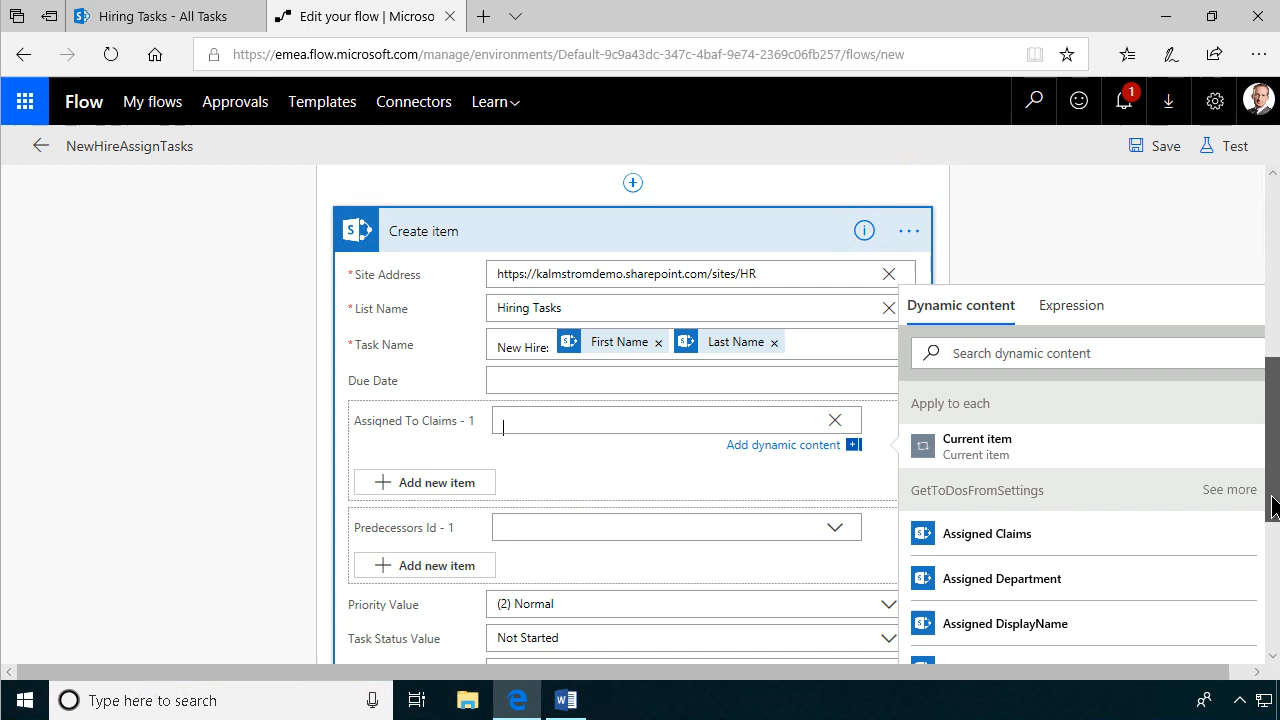 Hiring Tasks - All Tasks
Edit your flow | Microso
https://emea.flow.microsoft.com/manage/environments/Default-9c9a43dc-347c-4baf-9e74-2369c06fb257/flows/new
Flow My flows Approvals Templates Connectors Learn 1
NewHireAssignTasks Save Test
Create item
* Site Address https://kalmstromdemo.sharepoint.com/sites/HR
* List Name Hiring Tasks
* Task Name New Hire: First Name × Last Name ×
Due Date
Assigned To Claims - 1
Add dynamic content
Add new item
Predecessors Id - 1
Add new item
Priority Value (2) Normal
Task Status Value Not Started
Dynamic content Expression
Search dynamic content
Apply to each
Current item
Current item
GetToDosFromSettings See more
Assigned Claims
Assigned Department
Assigned DisplayName
Type here to search